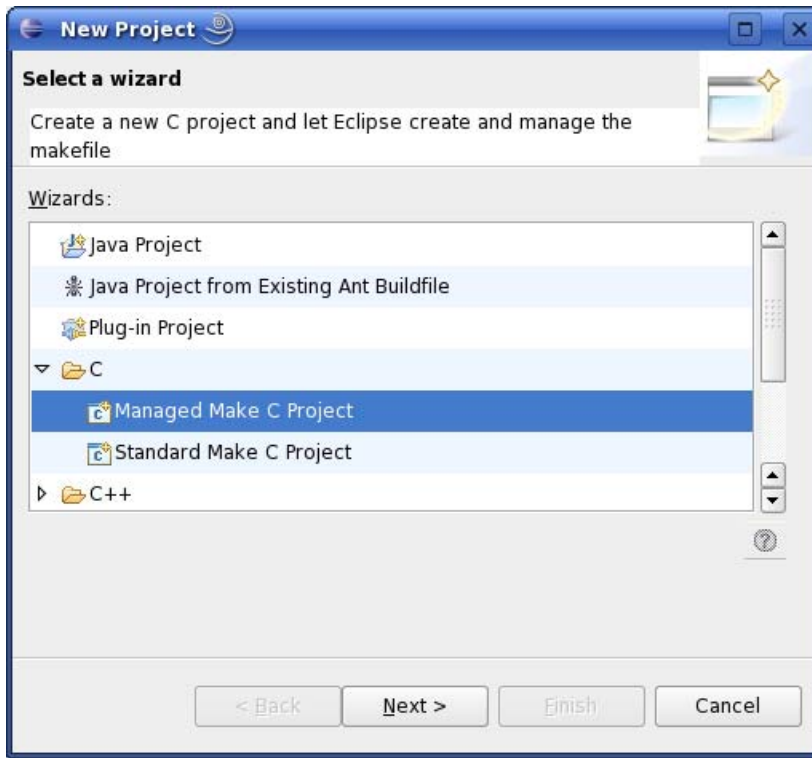 New Project
Select a wizard
Create a new C project and let Eclipse create and manage the
makefile
Wizards:
Java Project
Java Project from Existing Ant Buildfile
Plug-in Project
C
Managed Make C Project
Standard Make C Project
C++
< Back
Next >
Finish
Cancel